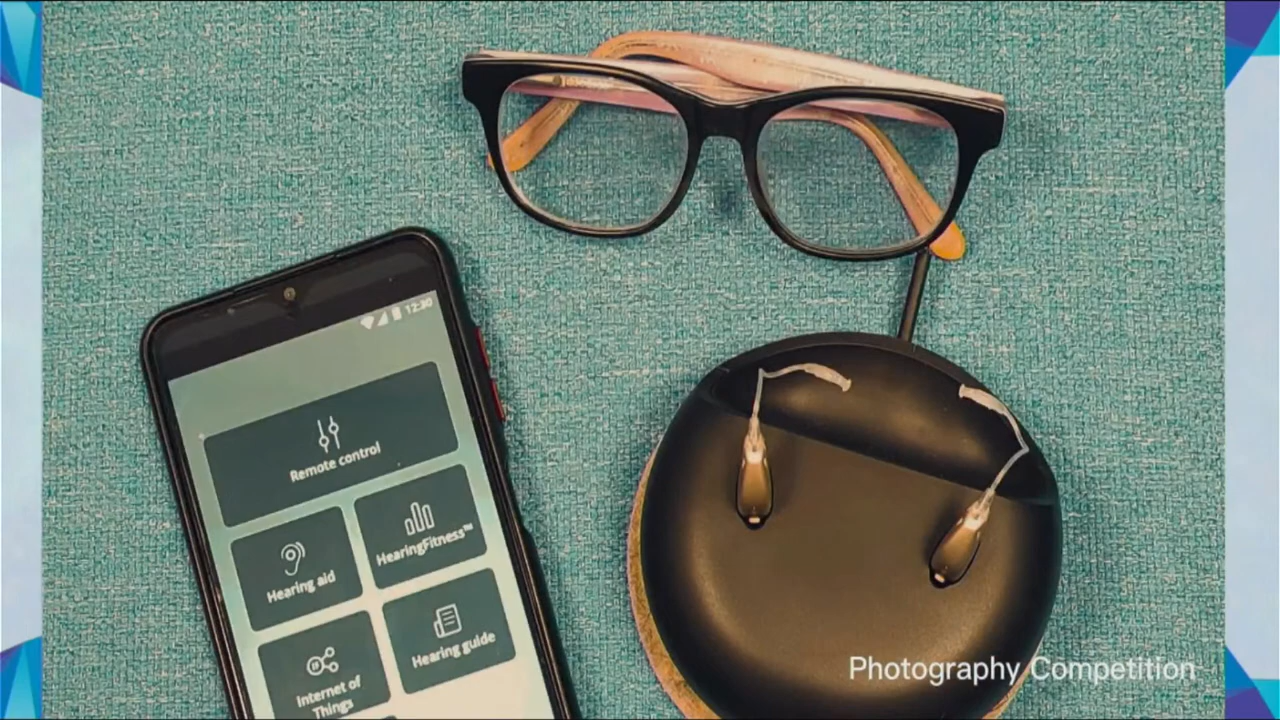 12:30
Remote control
Hearing aid
HearingFitness™
Internet of
Things
Hearing guide
Photography Competition